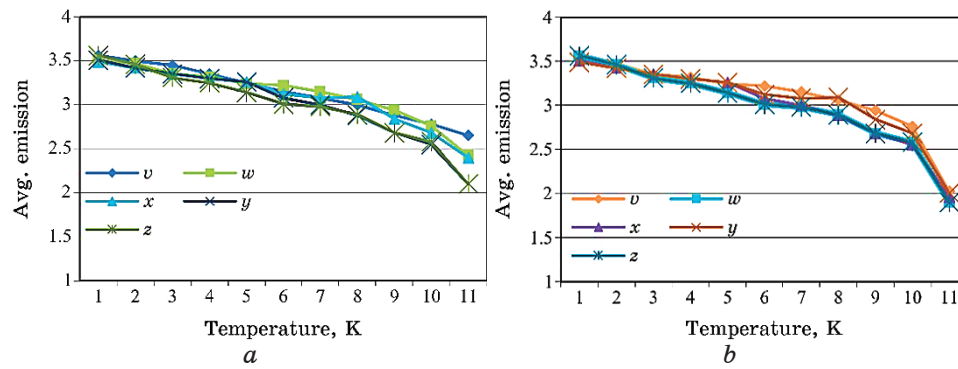 4
3.5
3
2.5
2
1.5
1
Avg. emission
v w
x y
z
1 2 3 4 5 6 7 8 9 10 11
Temperature, K
a
4
3.5
3
2.5
2
1.5
1
Avg. emission
v w
x y
z
1 2 3 4 5 6 7 8 9 10 11
Temperature, K
b